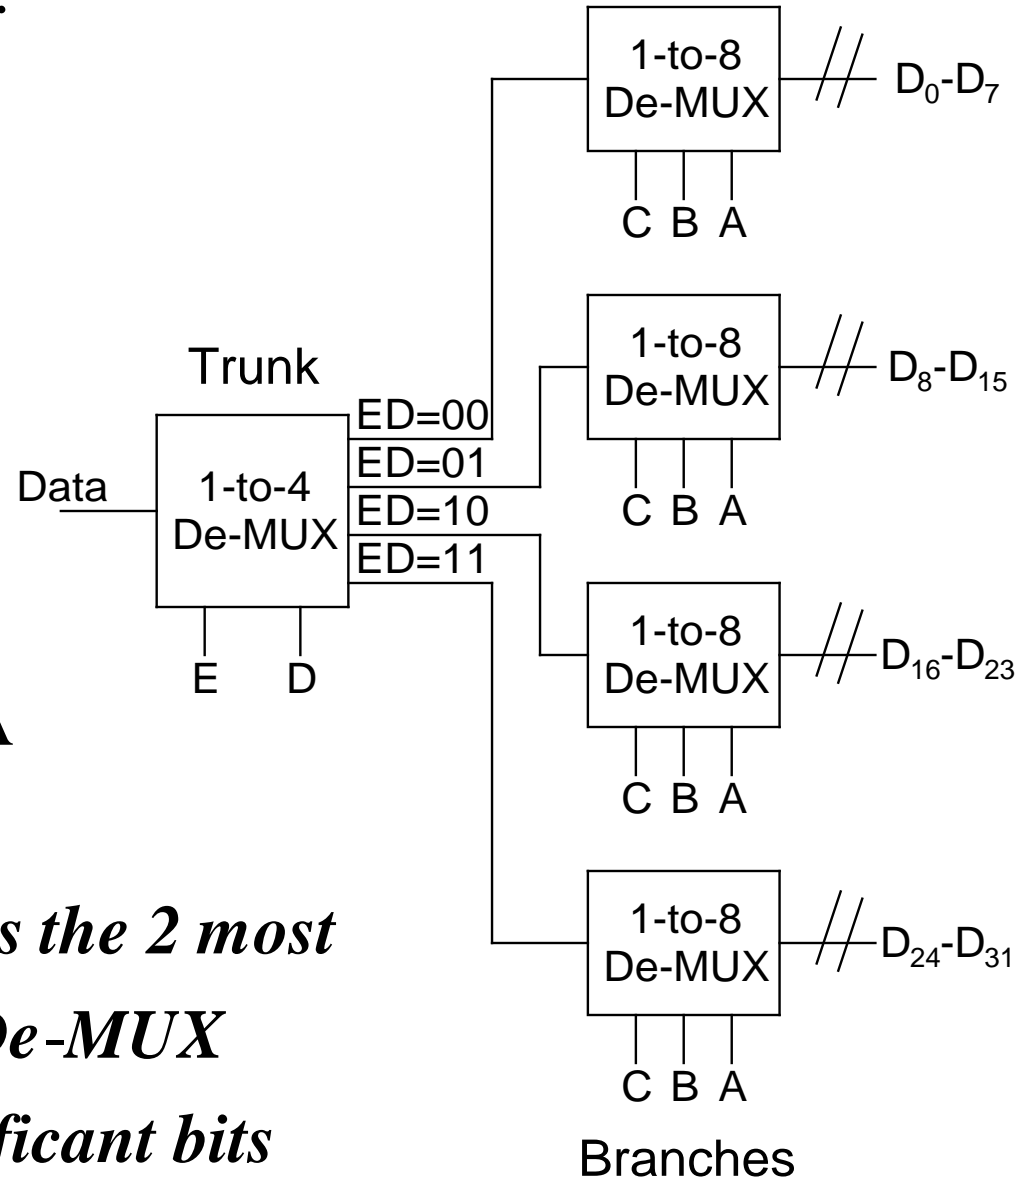 1-to-8
De-MUX
D0-D7
C B A
1-to-8
De-MUX
D8-D15
C B A
Trunk
ED=00
ED=01
ED=10
ED=11
Data
1-to-4
De-MUX
E D
1-to-8
De-MUX
D16-D23
C B A
1-to-8
De-MUX
D24-D31
C B A
Branches
s the 2 most
De-MUX
ficant bits